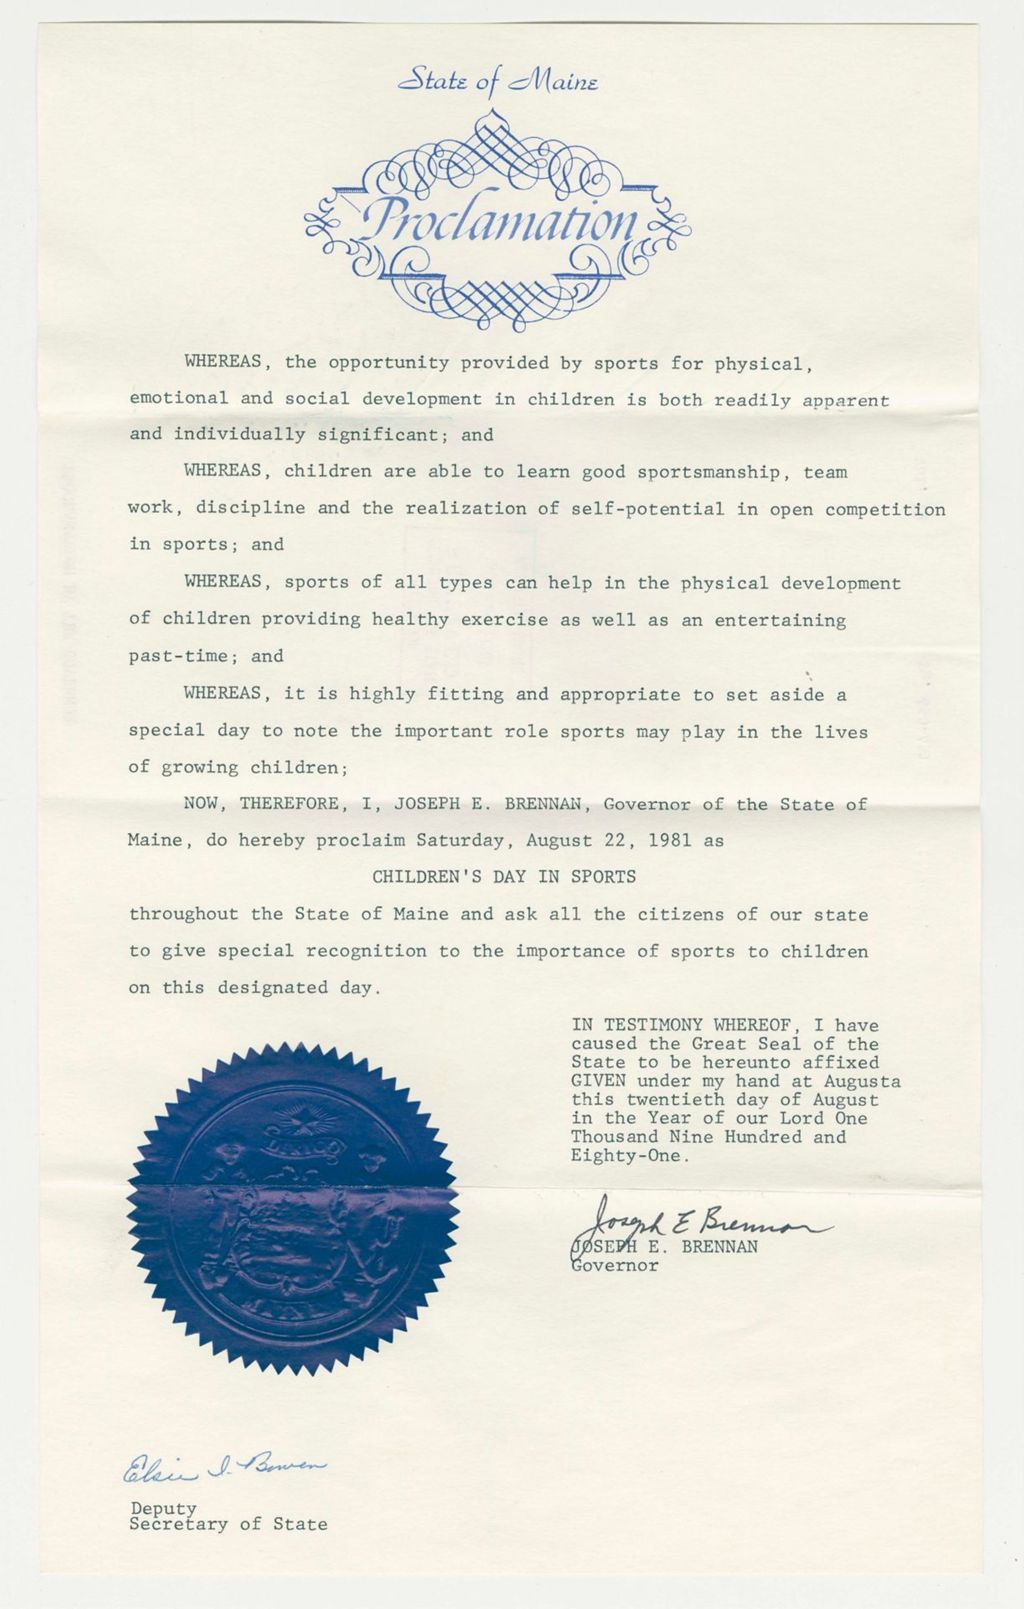 State of Maine
Proclamation
WHEREAS, the opportunity provided by sports for physical,
emotional and social development in children is both readily apparent
and individually significant; and
WHEREAS, children are able to learn good sportsmanship, team
work, discipline and the realization of self-potential in open competition
in sports; and
WHEREAS, sports of all types can help in the physical development
of children providing healthy exercise as well as an entertaining
past-time; and
WHEREAS, it is highly fitting and appropriate to set aside a
special day to note the important role sports may play in the lives
of growing children;
NOW, THEREFORE, I, JOSEPH E. BRENNAN, Governor of the State of
Maine, do hereby proclaim Saturday, August 22, 1981 as
CHILDREN'S DAY IN SPORTS
throughout the State of Maine and ask all the citizens of our state
to give special recognition to the importance of sports to children
on this designated day.
IN TESTIMONY WHEREOF, I have
caused the Great Seal of the
State to be hereunto affixed
GIVEN under my hand at Augusta
this twentieth day of August
in the Year of our Lord One
Thousand Nine Hundred and
Eighty-One.
Joseph E Brennan
JOSEPH E. BRENNAN
Governor
DIRIGO
MAINE
Elsie I. Bowen
Deputy
Secretary of State